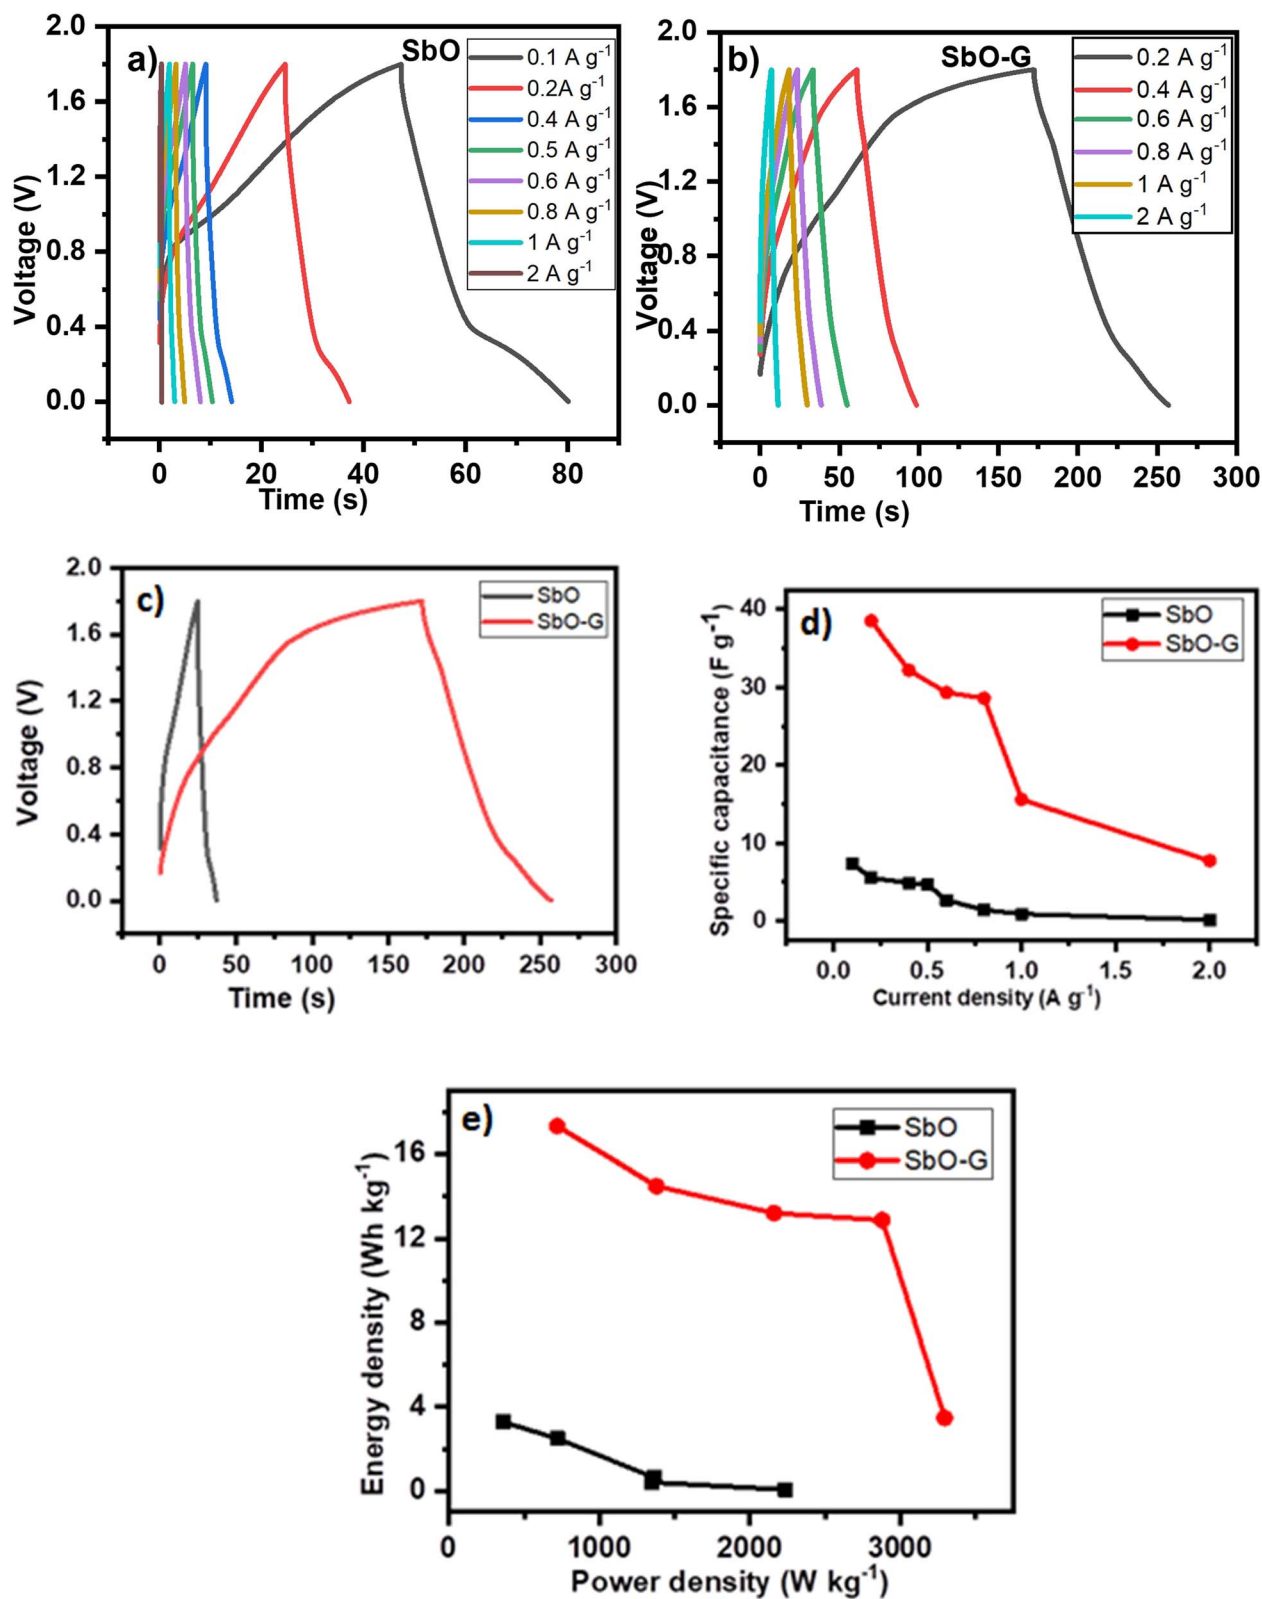 a)
SbO
0.1 A g-1
0.2A g-1
0.4 A g-1
0.5 A g-1
0.6 A g-1
0.8 A g-1
1 A g-1
2 A g-1
2.0
1.6
1.2
0.8
0.4
0.0
Voltage (V)
0 20 40 60 80
Time (s)
b)
SbO-G
0.2 A g-1
0.4 A g-1
0.6 A g-1
0.8 A g-1
1 A g-1
2 A g-1
2.0
1.6
1.2
0.8
0.4
0.0
Voltage (V)
0 50 100 150 200 250 300
Time (s)
c)
SbO
SbO-G
2.0
1.6
1.2
0.8
0.4
0.0
Voltage (V)
0 50 100 150 200 250 300
Time (s)
d)
SbO
SbO-G
40
30
20
10
0
Specific capacitance (F g-1)
0.0 0.5 1.0 1.5 2.0
Current density (A g-1)
e)
SbO
SbO-G
16
12
8
4
0
Energy density (Wh kg-1)
0 1000 2000 3000
Power density (W kg-1)